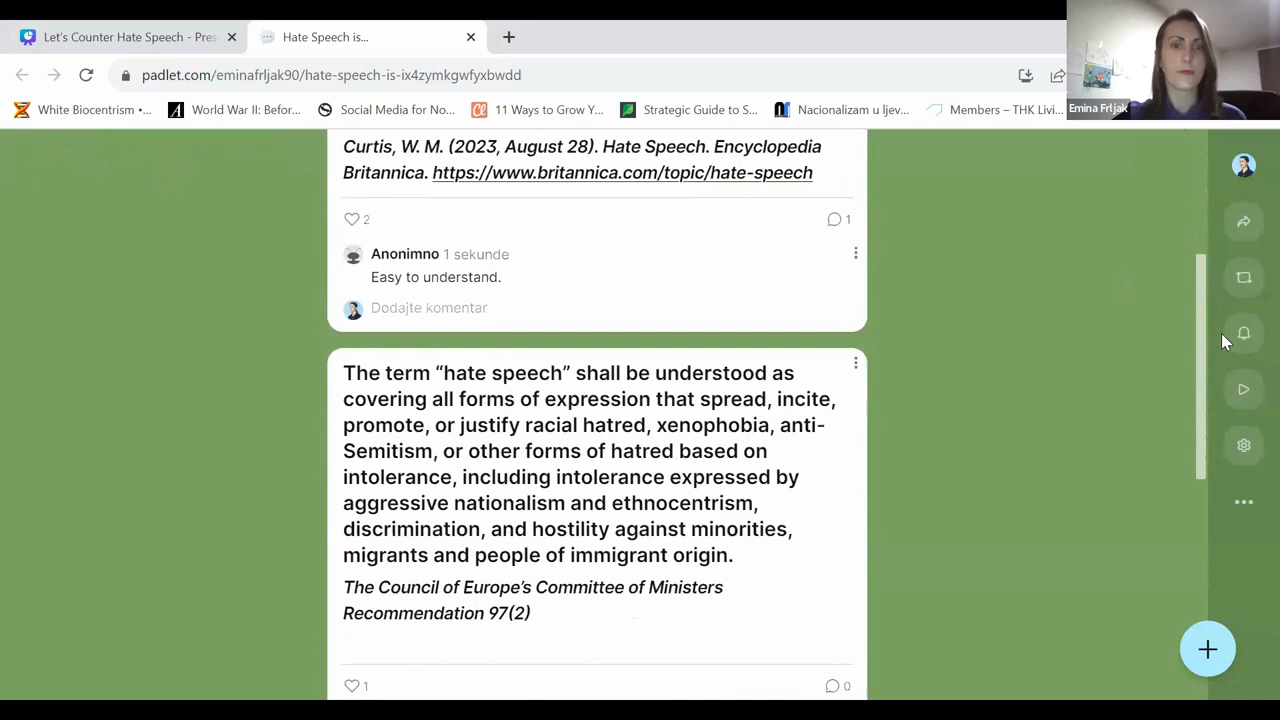 Let's Counter Hate Speech - Pres
Hate Speech is...
padlet.com/eminafrljak90/hate-speech-is-ix4zymkgwfyxbwdd
Emina Frljak
White Biocentrism •...
World War II: Befor...
Social Media for No...
11 Ways to Grow Y...
Strategic Guide to S...
Nacionalizam u ljev...
Members – THK Livi...
Curtis, W. M. (2023, August 28). Hate Speech. Encyclopedia
Britannica. https://www.britannica.com/topic/hate-speech
2
1
Anonimno 1 sekunde
Easy to understand.
Dodajte komentar
The term “hate speech” shall be understood as
covering all forms of expression that spread, incite,
promote, or justify racial hatred, xenophobia, anti-
Semitism, or other forms of hatred based on
intolerance, including intolerance expressed by
aggressive nationalism and ethnocentrism,
discrimination, and hostility against minorities,
migrants and people of immigrant origin.
The Council of Europe’s Committee of Ministers
Recommendation 97(2)
1
0